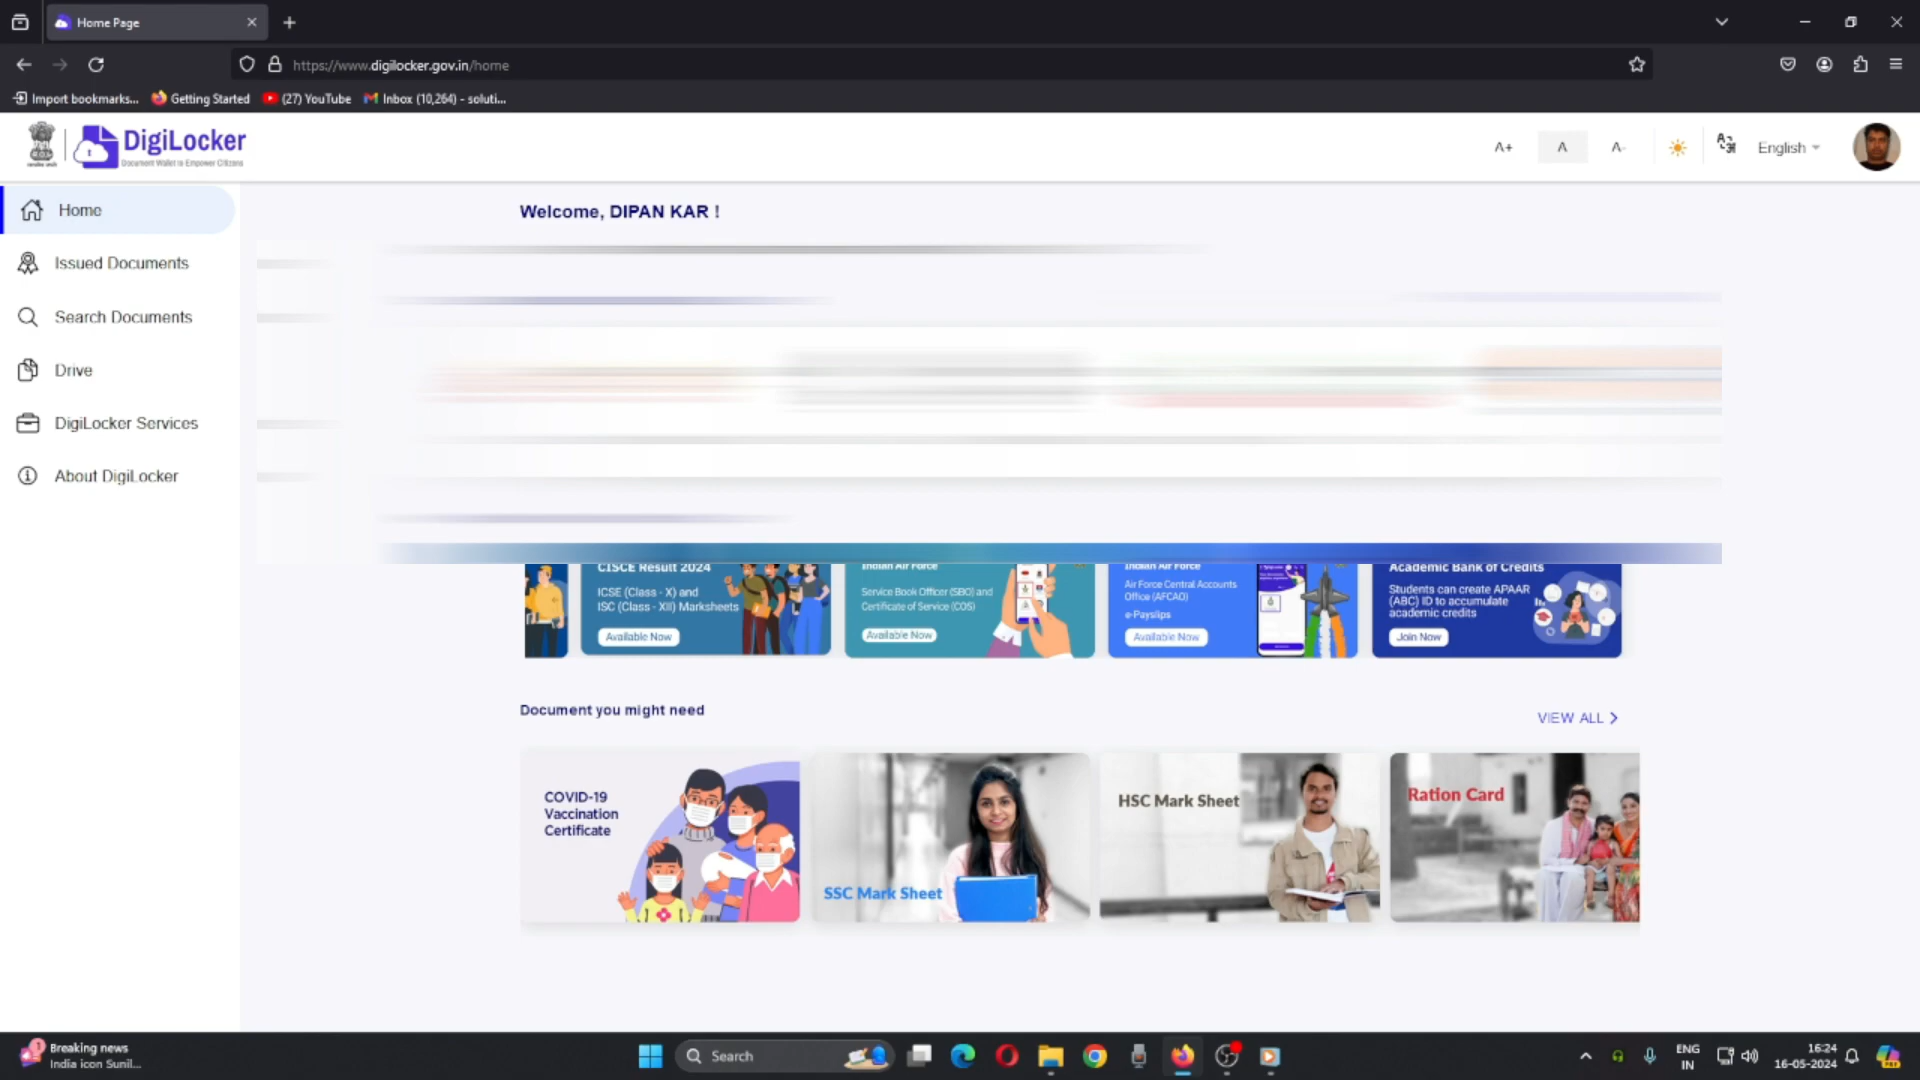 Home Page
https://www.digilocker.gov.in/home
Import bookmarks...
Getting Started
(27) YouTube
Inbox (10,264) - soluti...
DigiLocker
Document Wallet to Empower Citizens
A+
A
A-
English
Home
Issued Documents
Search Documents
Drive
DigiLocker Services
About DigiLocker
Welcome, DIPAN KAR !
CISCE Result 2024
ICSE (Class - X) and
ISC (Class - XII) Marksheets
Available Now
Indian Air Force
Service Book Officer (SBO) and
Certificate of Service (COS)
Available Now
Indian Air Force
Air Force Central Accounts
Office (AFCAO)
e-Payslips
Available Now
Academic Bank of Credits
Students can create APAAR
(ABC) ID to accumulate
academic credits
Join Now
Document you might need
VIEW ALL
COVID-19
Vaccination
Certificate
SSC Mark Sheet
HSC Mark Sheet
Ration Card
1
Breaking news
India icon Sunil...
Search
ENG
IN
16:24
16-05-2024